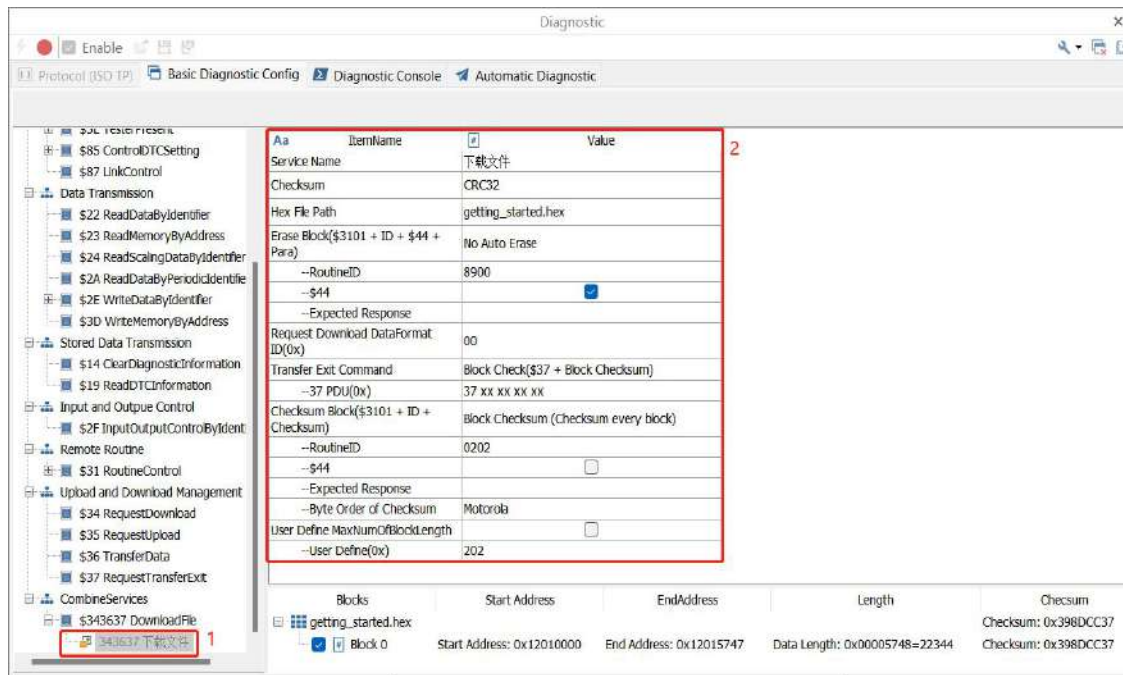 Diagnostic
Enable
Protocol (ISO TP) Basic Diagnostic Config Diagnostic Console Automatic Diagnostic
$3E TesterPresent
$85 ControlDTCSetting
$87 LinkControl
Data Transmission
$22 ReadDataByIdentifier
$23 ReadMemoryByAddress
$24 ReadScalingDataByIdentifier
$2A ReadDataByPeriodicIdentifie
$2E WriteDataByIdentifier
$3D WriteMemoryByAddress
Stored Data Transmission
$14 ClearDiagnosticInformation
$19 ReadDTCInformation
Input and Outpue Control
$2F InputOutputControlByIdent
Remote Routine
$31 RoutineControl
Upload and Download Management
$34 RequestDownload
$35 RequestUpload
$36 TransferData
$37 RequestTransferExit
CombineServices
$343637 DownloadFile
343637 下载文件 1
Aa ItemName # Value 2
Service Name 下载文件
Checksum CRC32
Hex File Path getting_started.hex
Erase Block($3101 + ID + $44 +
Para) No Auto Erase
--RoutineID 8900
--$44
--Expected Response
Request Download DataFormat
ID(0x) 00
Transfer Exit Command Block Check($37 + Block Checksum)
--37 PDU(0x) 37 xx xx xx xx
Checksum Block($3101 + ID +
Checksum) Block Checksum (Checksum every block)
--RoutineID 0202
--$44
--Expected Response
--Byte Order of Checksum Motorola
User Define MaxNumOfBlockLength
--User Define(0x) 202
Blocks Start Address EndAddress Length Checsum
getting_started.hex Checksum: 0x398DCC37
# Block 0 Start Address: 0x12010000 End Address: 0x12015747 Data Length: 0x00005748=22344 Checksum: 0x398DCC37